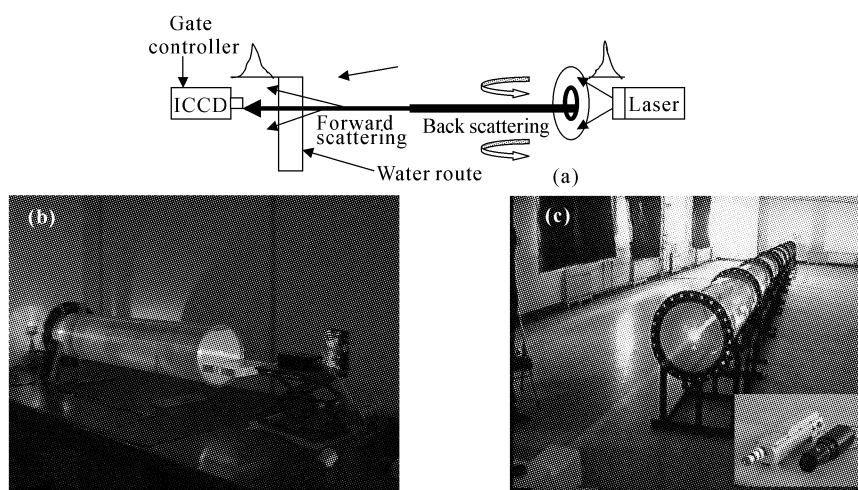 Gate
controller
ICCD
Forward
scattering
Back scattering
Laser
Water route
(a)
(b)
(c)